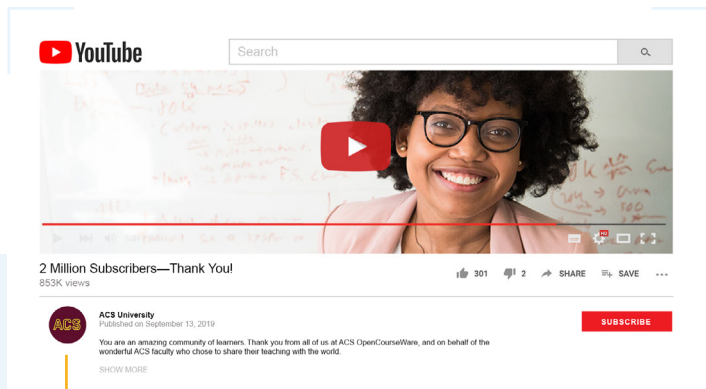 YouTube
Search
HD
2 Million Subscribers—Thank You!
853K views
301 2 SHARE SAVE
ACS
ACS University
Published on September 13, 2019
SUBSCRIBE
You are an amazing community of learners. Thank you from all of us at ACS OpenCourseWare, and on behalf of the
wonderful ACS faculty who chose to share their teaching with the world.
SHOW MORE